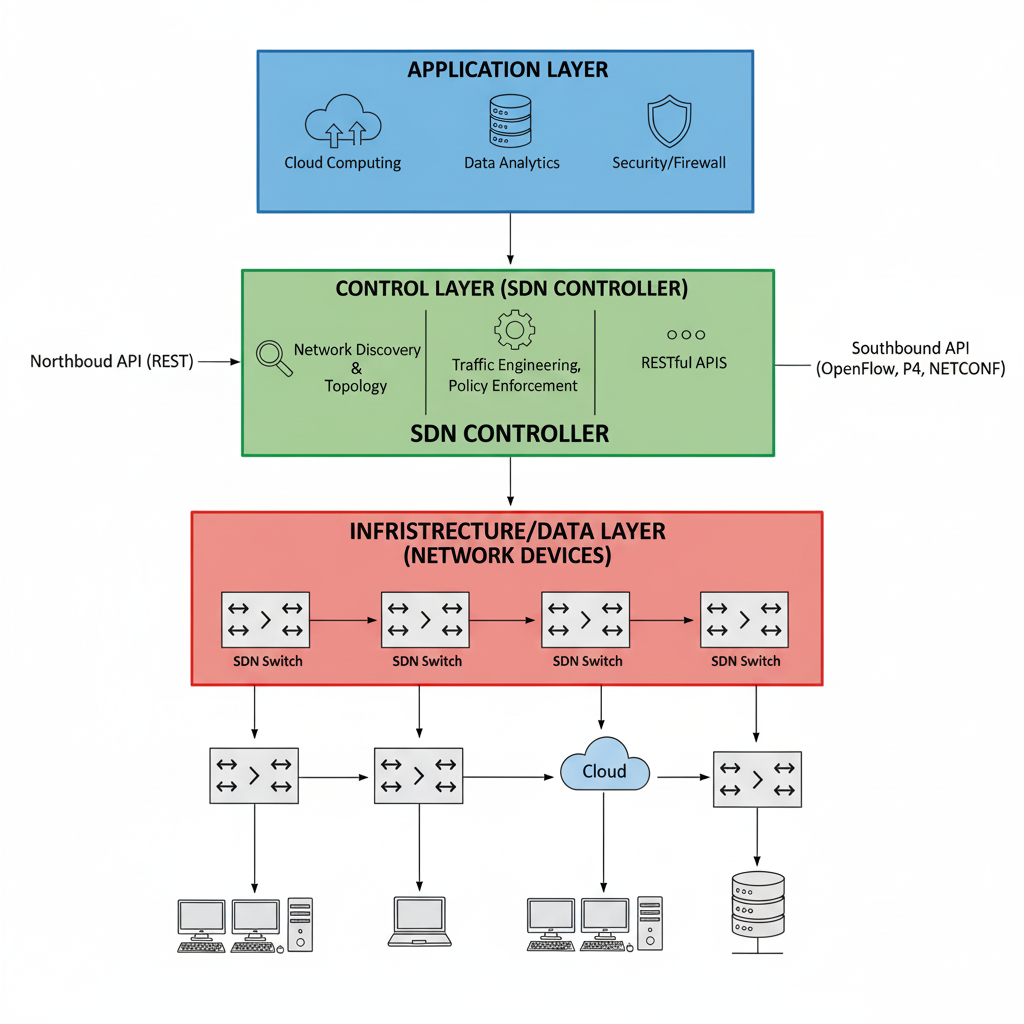 APPLICATION LAYER
Cloud Computing
Data Analytics
Security/Firewall
CONTROL LAYER (SDN CONTROLLER)
Northboud API (REST)
Network Discovery
&
Topology
Traffic Engineering,
Policy Enforcement
RESTful APIS
Southbound API
(OpenFlow, P4, NETCONF)
SDN CONTROLLER
INFRISTRECTURE/DATA LAYER
(NETWORK DEVICES)
SDN Switch
SDN Switch
SDN Switch
SDN Switch
Cloud